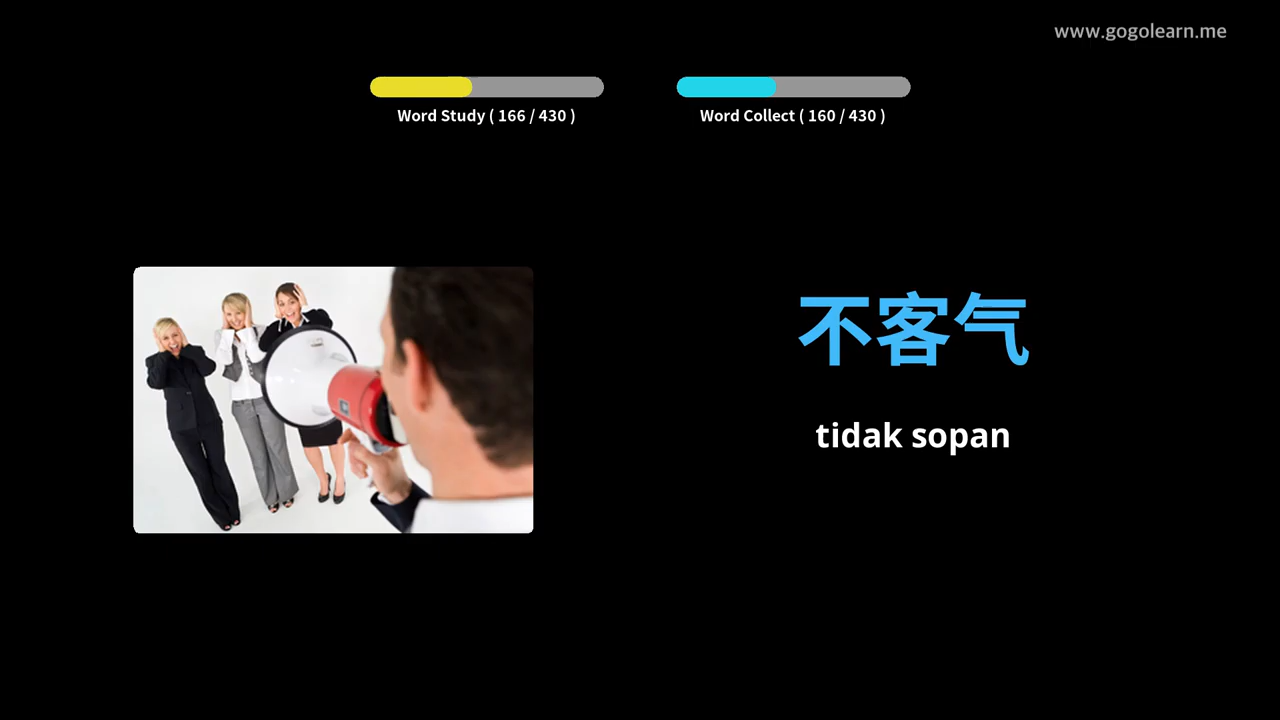 www.gogolearn.me
Word Study ( 166 / 430 )
Word Collect ( 160 / 430 )
不客气
tidak sopan